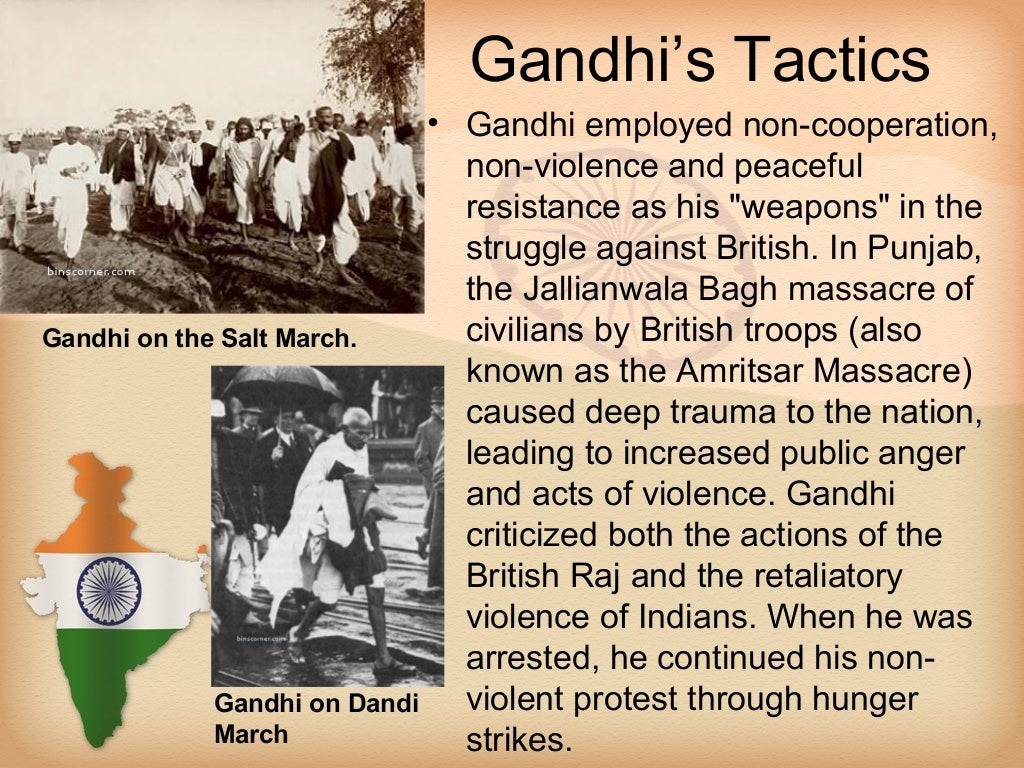 Gandhi’s Tactics
• Gandhi employed non-cooperation,
non-violence and peaceful
resistance as his "weapons" in the
struggle against British. In Punjab,
the Jallianwala Bagh massacre of
civilians by British troops (also
known as the Amritsar Massacre)
caused deep trauma to the nation,
leading to increased public anger
and acts of violence. Gandhi
criticized both the actions of the
British Raj and the retaliatory
violence of Indians. When he was
arrested, he continued his non-
violent protest through hunger
strikes.
binscorner.com
Gandhi on the Salt March.
binscorner.com
Gandhi on Dandi
March